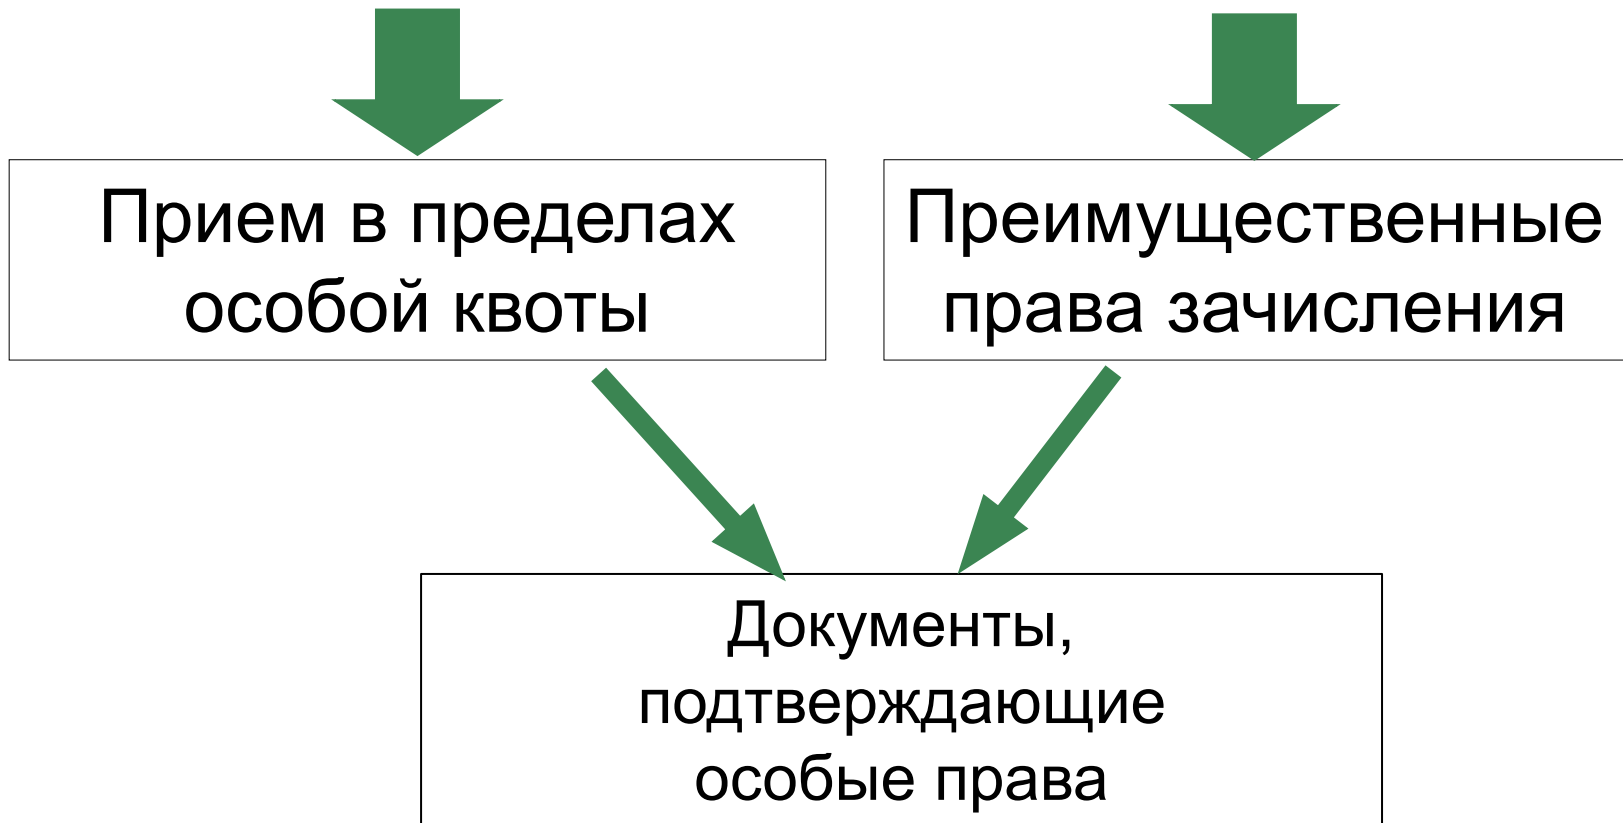 Прием в пределах
особой квоты
Преимущественные
права зачисления
Документы,
подтверждающие
особые права